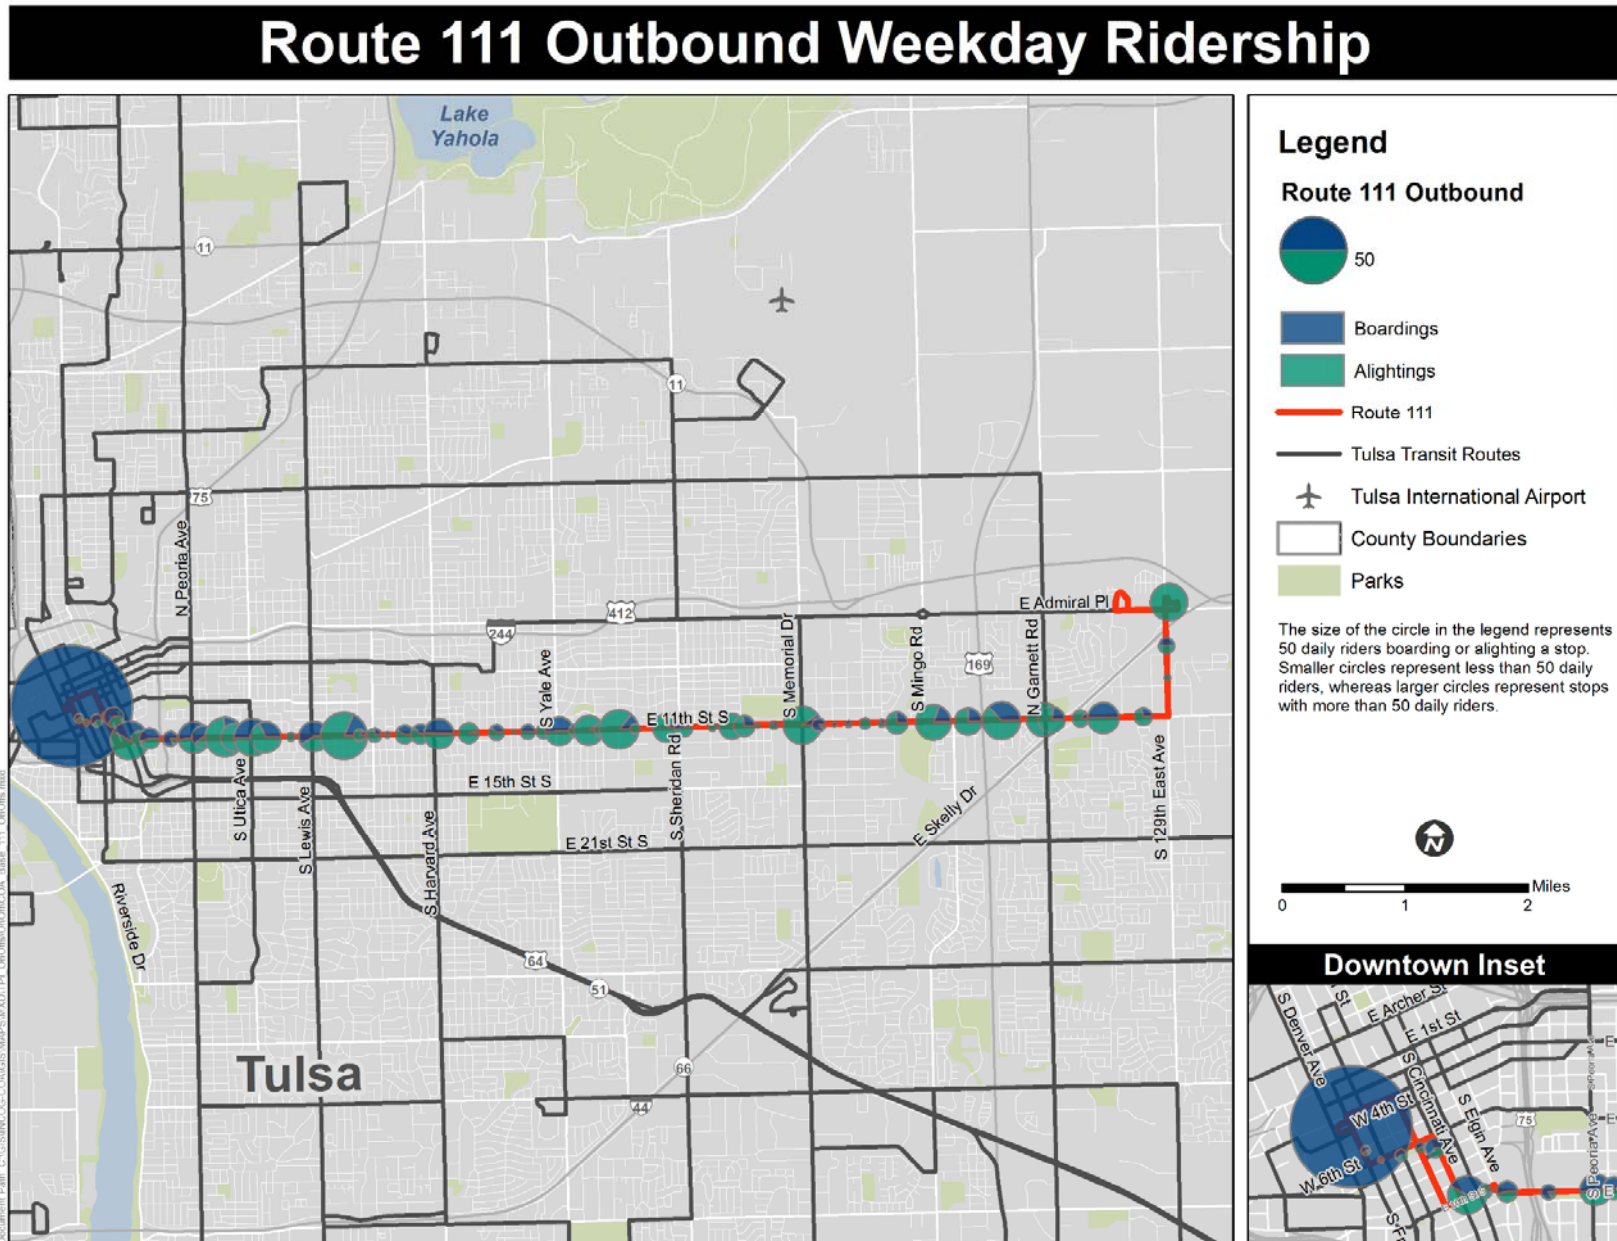 Route 111 Outbound Weekday Ridership
Lake
Yahola
11
11
75
N Peoria Ave
412
244
E Admiral Pl
S Yale Ave
S Memorial Dr
S Mingo Rd
169
N Garnett Rd
E 11th St S
S Utica Ave
S Lewis Ave
S Harvard Ave
E 15th St S
S Sheridan Rd
E 21st St S
E Skelly Dr
S 129th East Ave
Riverside Dr
64
51
Tulsa
66
44
Legend
Route 111 Outbound
50
Boardings
Alightings
Route 111
Tulsa Transit Routes
Tulsa International Airport
County Boundaries
Parks
The size of the circle in the legend represents
50 daily riders boarding or alighting a stop.
Smaller circles represent less than 50 daily
riders, whereas larger circles represent stops
with more than 50 daily riders.
N
Miles
0 1 2
Downtown Inset
S Denver Ave
St
E Archer St
E 1st St
S Cincinnati Ave
S Elgin Ave
W 4th St
W 6th St
75
S Peoria Ave
E
E
E